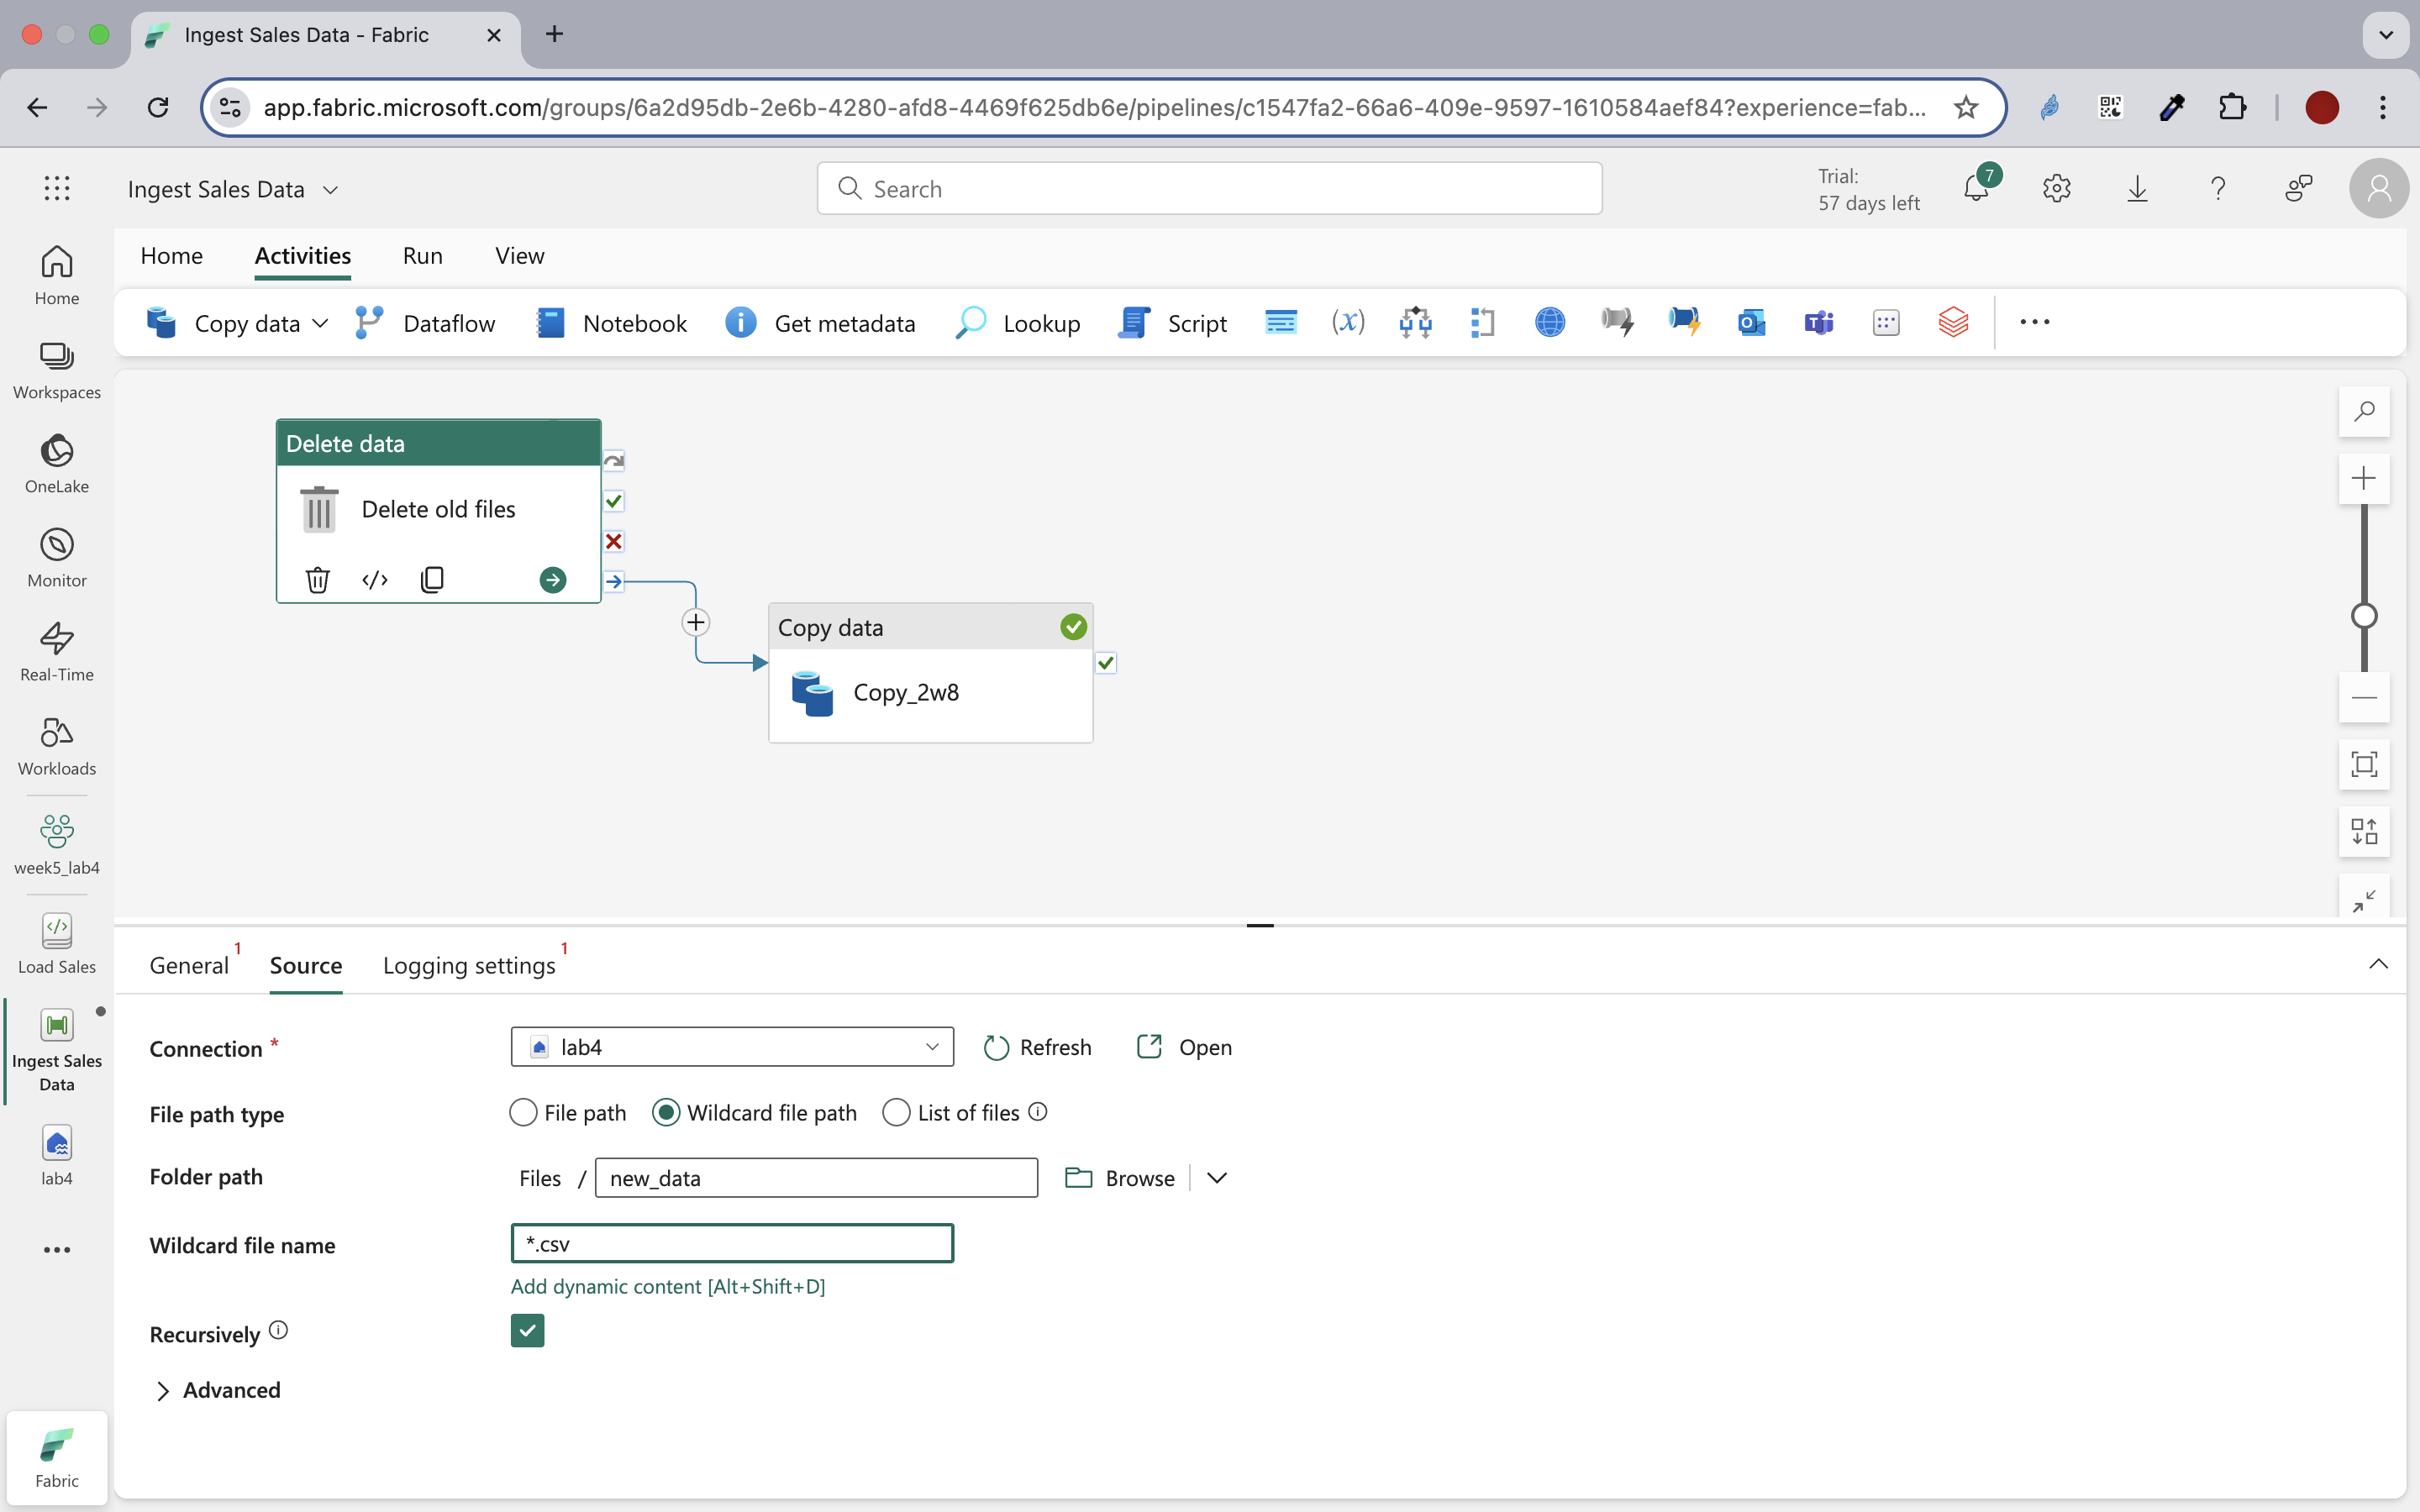 Ingest Sales Data - Fabric
app.fabric.microsoft.com/groups/6a2d95db-2e6b-4280-afd8-4469f625db6e/pipelines/c1547fa2-66a6-409e-9597-1610584aef84?experience=fab...
Ingest Sales Data
Search
Trial:
57 days left
7
Home
Activities
Run
View
Copy data
Dataflow
Notebook
Get metadata
Lookup
Script
(x)
Home
Workspaces
OneLake
Monitor
Real-Time
Workloads
week5_lab4
Load Sales
Ingest Sales
Data
lab4
Fabric
Delete data
Delete old files
Copy data
Copy_2w8
General 1
Source
Logging settings 1
Connection *
lab4
Refresh
Open
File path type
File path
Wildcard file path
List of files
Folder path
Files / new_data
Browse
Wildcard file name
*.csv
Add dynamic content [Alt+Shift+D]
Recursively
Advanced